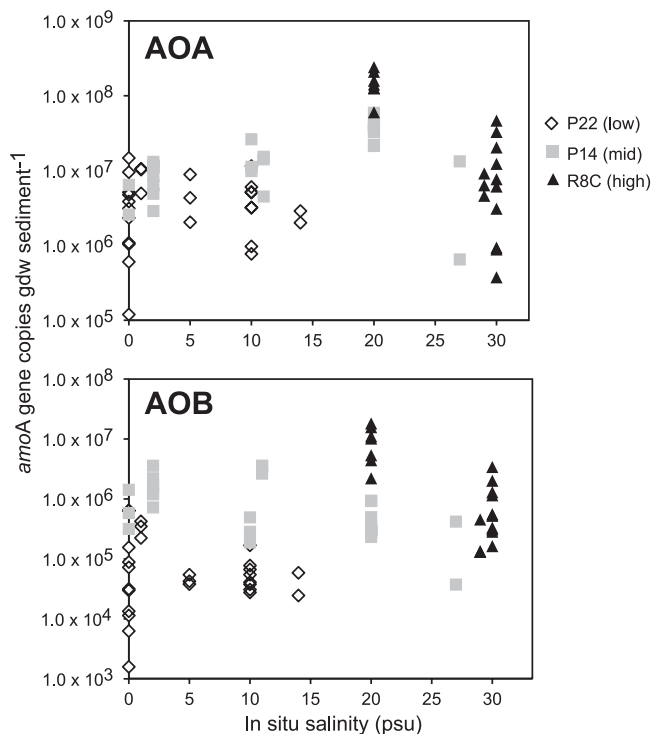 1.0 x 10⁹
AOA
1.0 x 10⁸
1.0 x 10⁷
1.0 x 10⁶
1.0 x 10⁵
0 5 10 15 20 25 30
◇ P22 (low)
■ P14 (mid)
▲ R8C (high)
amoA gene copies gdw sediment⁻¹
1.0 x 10⁸
AOB
1.0 x 10⁷
1.0 x 10⁶
1.0 x 10⁵
1.0 x 10⁴
1.0 x 10³
0 5 10 15 20 25 30
In situ salinity (psu)